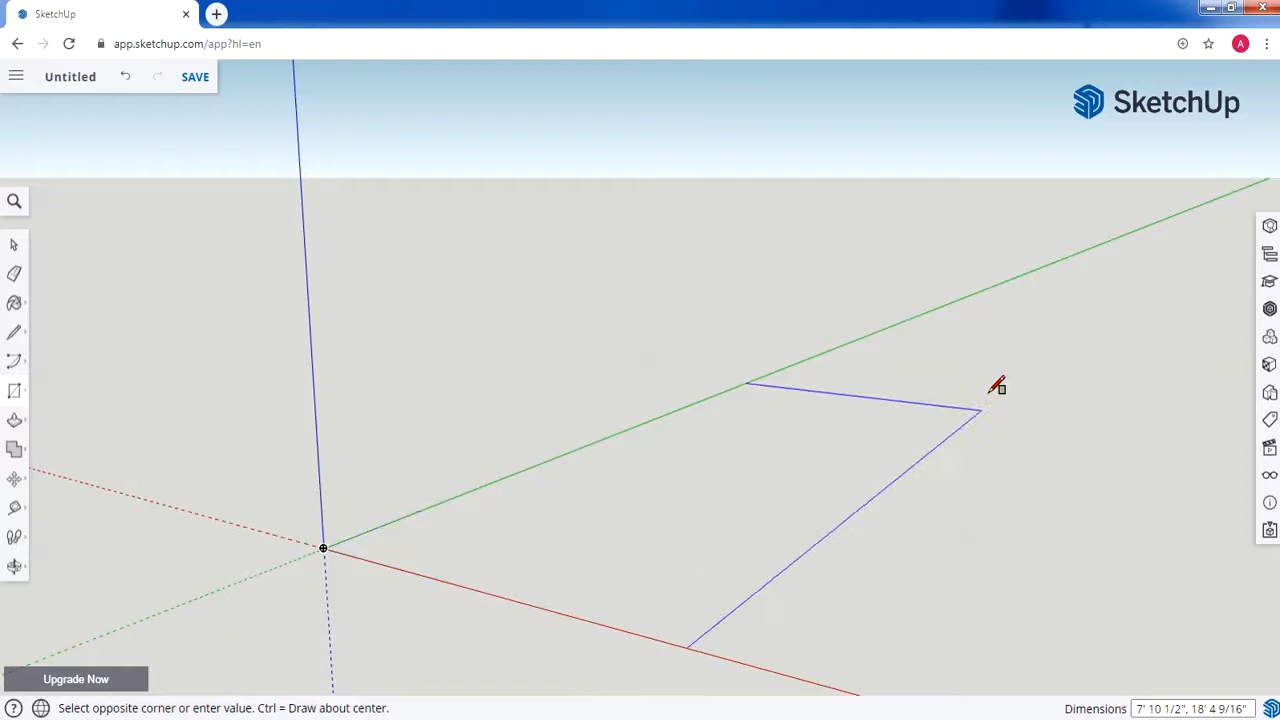 SketchUp
app.sketchup.com/app?hl=en
A
Untitled
SAVE
SketchUp
Upgrade Now
Select opposite corner or enter value. Ctrl = Draw about center.
Dimensions 7' 10 1/2", 18' 4 9/16"